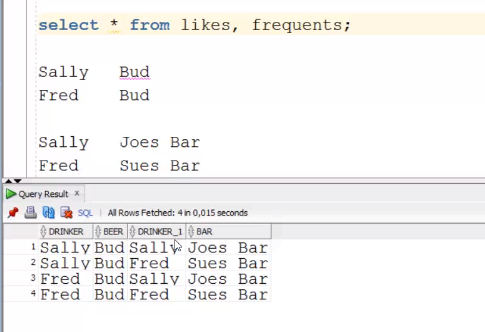 select * from likes, frequents;
Sally Bud
Fred Bud
Sally Joes Bar
Fred Sues Bar
Query Result x
SQL | All Rows Fetched: 4 in 0,015 seconds
DRINKER BEER DRINKER_1 BAR
1 Sally Bud Sally Joes Bar
2 Sally Bud Fred Sues Bar
3 Fred Bud Sally Joes Bar
4 Fred Bud Fred Sues Bar